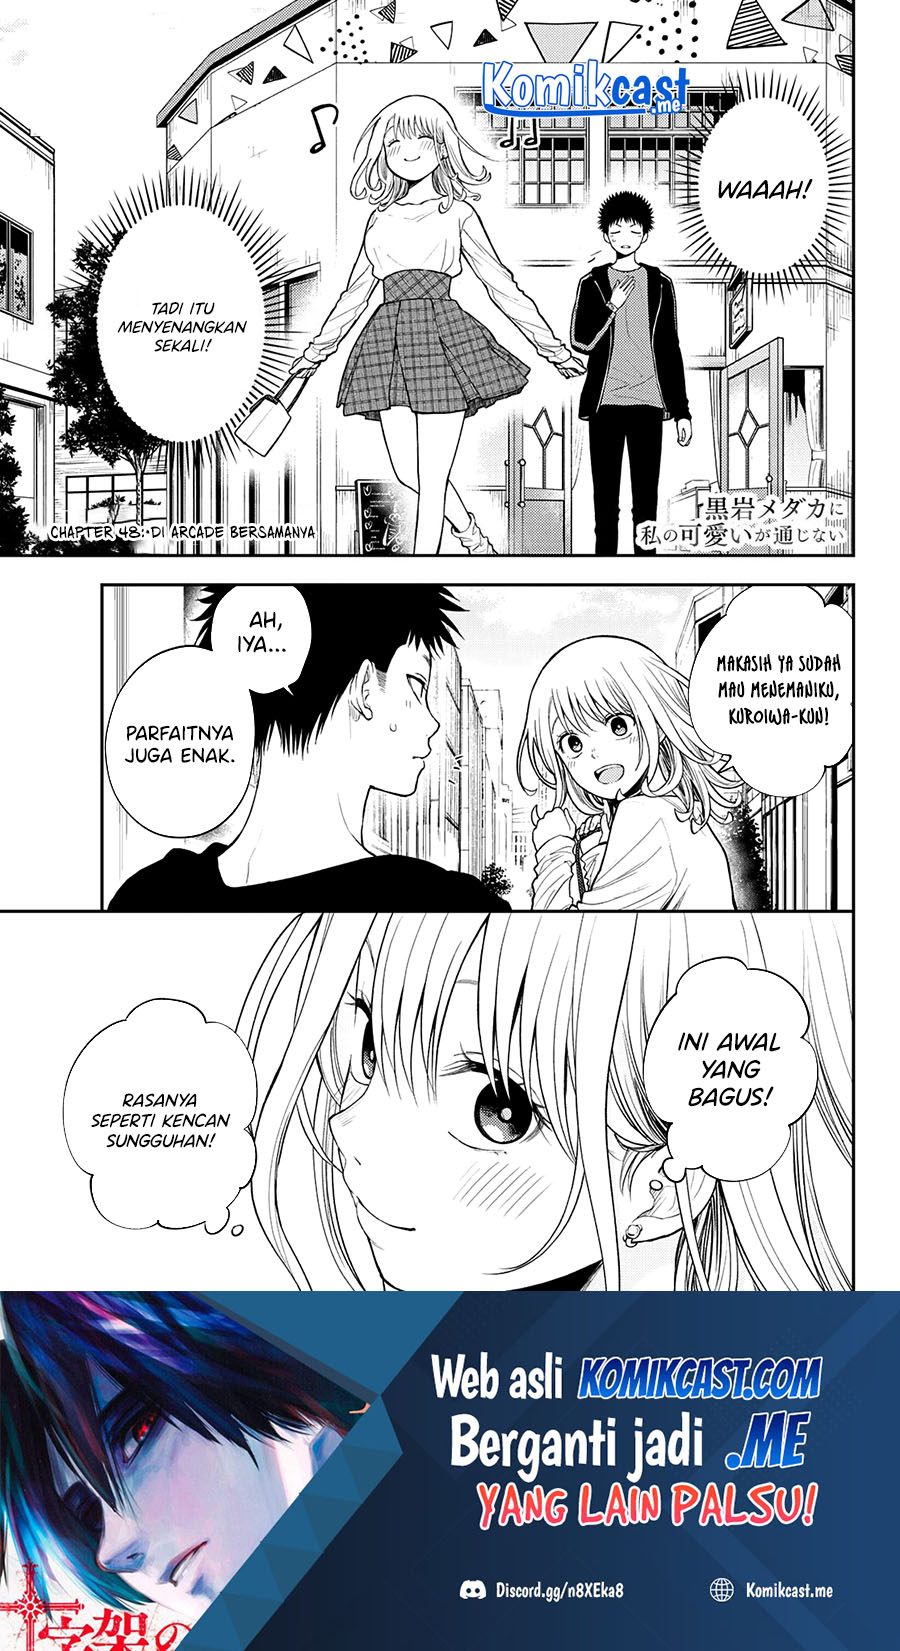 Komikcast
.me
WAAAH!
TADI ITU
MENYENANGKAN
SEKALI!
CHAPTER 48: DI ARCADE BERSAMANYA
黒岩メダカに
私の可愛いが通じない
MAKASIH YA SUDAH
MAU MENEMANIKU,
KUROIWA-KUN!
AH,
IYA...
PARFAITNYA
JUGA ENAK.
INI AWAL
YANG
BAGUS!
RASANYA
SEPERTI KENCAN
SUNGGUHAN!
Web asli KOMIKCAST.COM
Berganti jadi .ME
YANG LAIN PALSU!
Discord.gg/n8XEka8
Komikcast.me
字架の